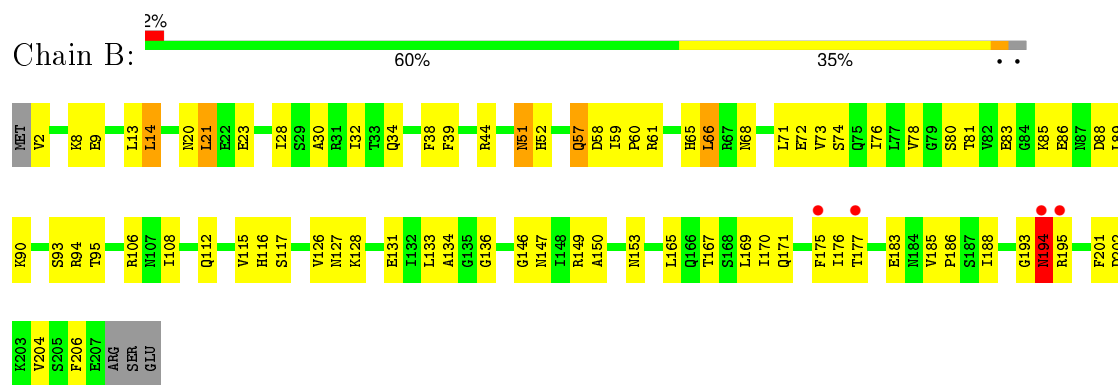 2%
Chain B:
60% 35% • •
MET V2 K8 E9 L13 L14 N20 L21 E22 E23 I28 S29 A30 R31 I32 T33 Q34 F38 F39 R44 N51 H52 Q57 D58 I59 P60 R61 H65 L66 R67 N68 L71 E72 V73 S74 Q75 I76 L77 V78 G79 S80 T81 V82 E83 G84 K85 E86 N87 D88 L89
K90 S93 R94 T95 R106 N107 I108 Q112 V115 H116 S117 V126 N127 K128 E131 I132 L133 A134 G135 G136 G146 N147 I148 R149 A150 N153 L165 Q166 T167 S168 L169 I170 Q171 F175 I176 T177 E183 N184 V185 P186 S187 I188 G193 N194 R195 F201 D202
K203 V204 S205 F206 E207 ARG SER GLU